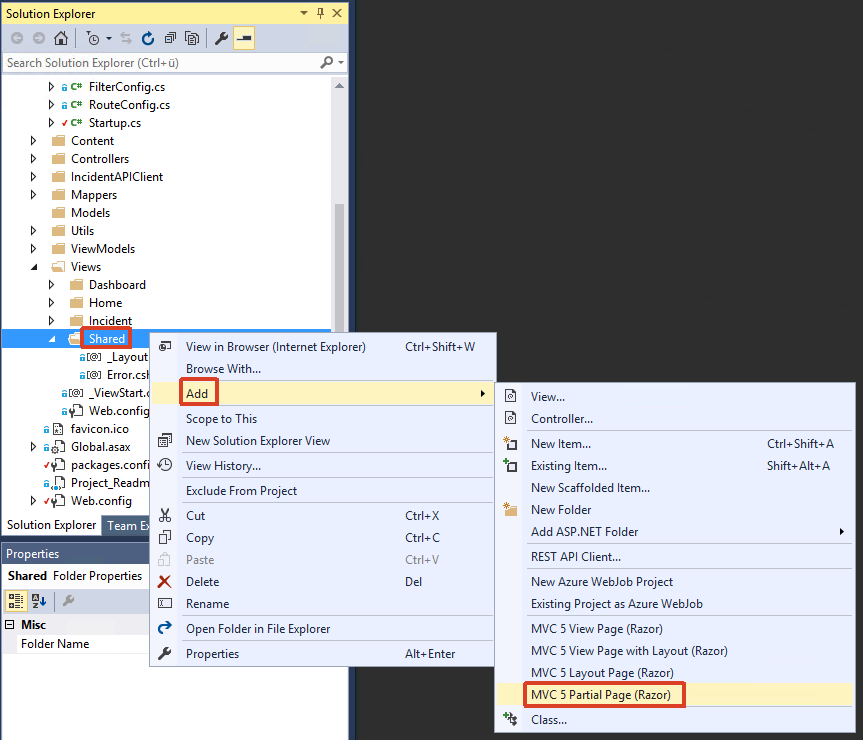 Solution Explorer
Search Solution Explorer (Ctrl+ü)
C# FilterConfig.cs
C# RouteConfig.cs
C# Startup.cs
Content
Controllers
IncidentAPIClient
Mappers
Models
Utils
ViewModels
Views
Dashboard
Home
Incident
Shared
[@] _Layout
[@] Error.csh
[@] _ViewStart.c
Web.config
favicon.ico
Global.asax
packages.confi
Project_Readm
Web.config
Solution Explorer
Team Ex
Properties
Shared Folder Properties
Misc
Folder Name
View in Browser (Internet Explorer) Ctrl+Shift+W
Browse With...
Add
Scope to This
New Solution Explorer View
View History...
Exclude From Project
Cut Ctrl+X
Copy Ctrl+C
Paste Ctrl+V
Delete Del
Rename
Open Folder in File Explorer
Properties Alt+Enter
View...
Controller...
New Item... Ctrl+Shift+A
Existing Item... Shift+Alt+A
New Scaffolded Item...
New Folder
Add ASP.NET Folder
REST API Client...
New Azure WebJob Project
Existing Project as Azure WebJob
MVC 5 View Page (Razor)
MVC 5 View Page with Layout (Razor)
MVC 5 Layout Page (Razor)
MVC 5 Partial Page (Razor)
Class...